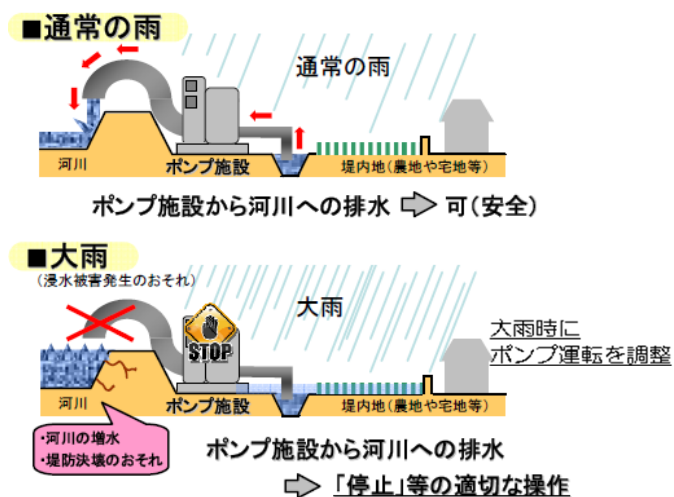 ■通常の雨
通常の雨
河川
ポンプ施設
堤内地(農地や宅地等)
ポンプ施設から河川への排水 ⇨ 可(安全)
■大雨
(浸水被害発生のおそれ)
大雨
STOP
大雨時に
ポンプ運転を調整
河川
ポンプ施設
堤内地(農地や宅地等)
・河川の増水
・堤防決壊のおそれ
ポンプ施設から河川への排水
⇨ 「停止」等の適切な操作